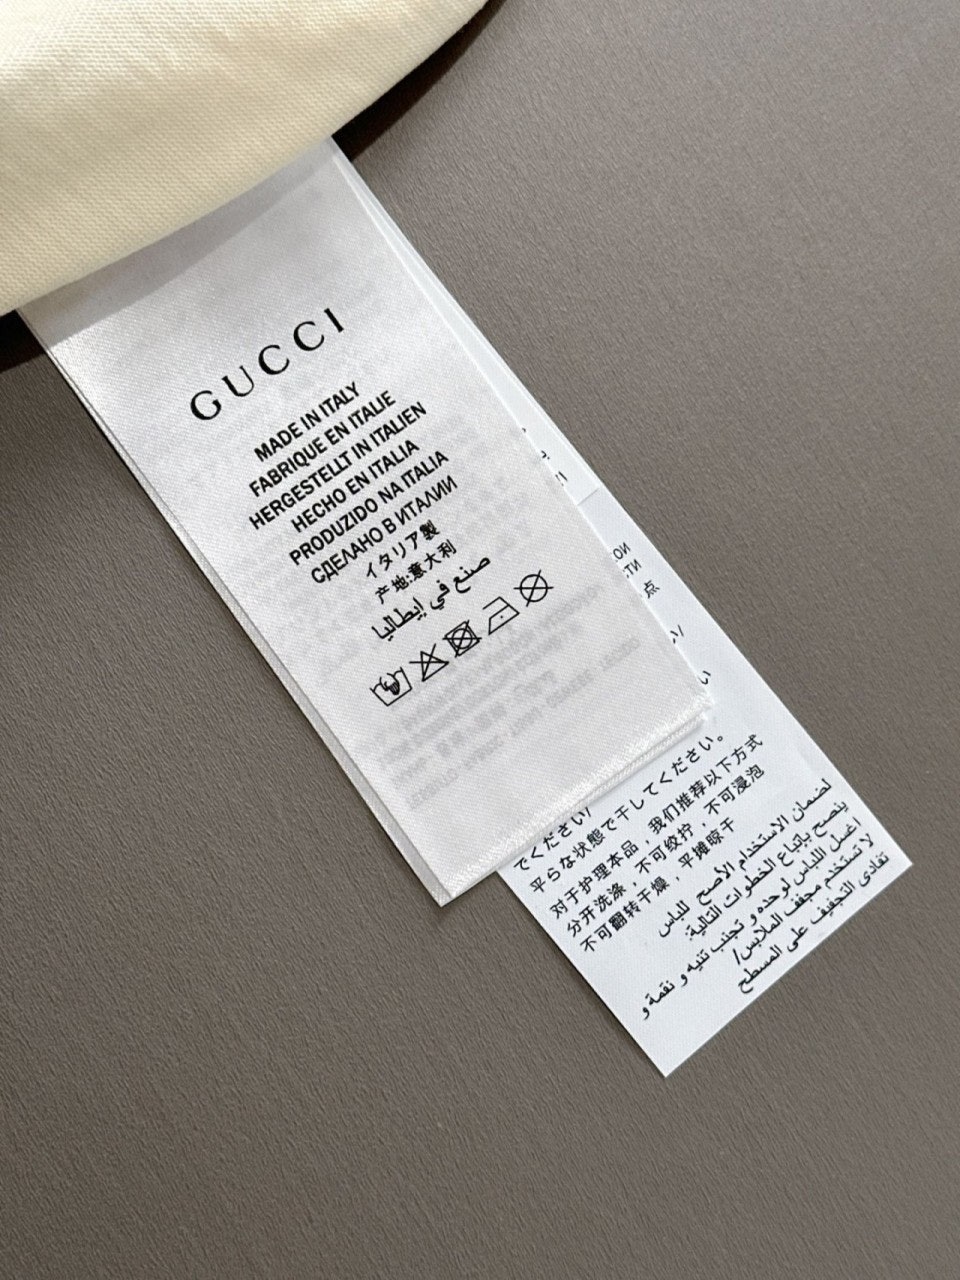 GUCCI
MADE IN ITALY
FABRIQUE EN ITALIE
HERGESTELLT IN ITALIEN
HECHO EN ITALIA
PRODUZIDO NA ITALIA
СДЕЛАНО В ИТАЛИИ
イタリア製
产地:意大利
صنع في إيطاليا
でください/
平らな状態で干してください。
对于护理本品，我们推荐以下方式
分开洗涤，不可绞拧，不可浸泡
不可翻转干燥，平摊晾干
لضمان الاستخدام الأصح للباس
ينصح بإتباع الخطوات التالية:
اغسل اللباس لوحده و تجنب تنيه و نقعة و
لا تستخدم مجفف الملابس/
تفادى التجفيف على المسطح